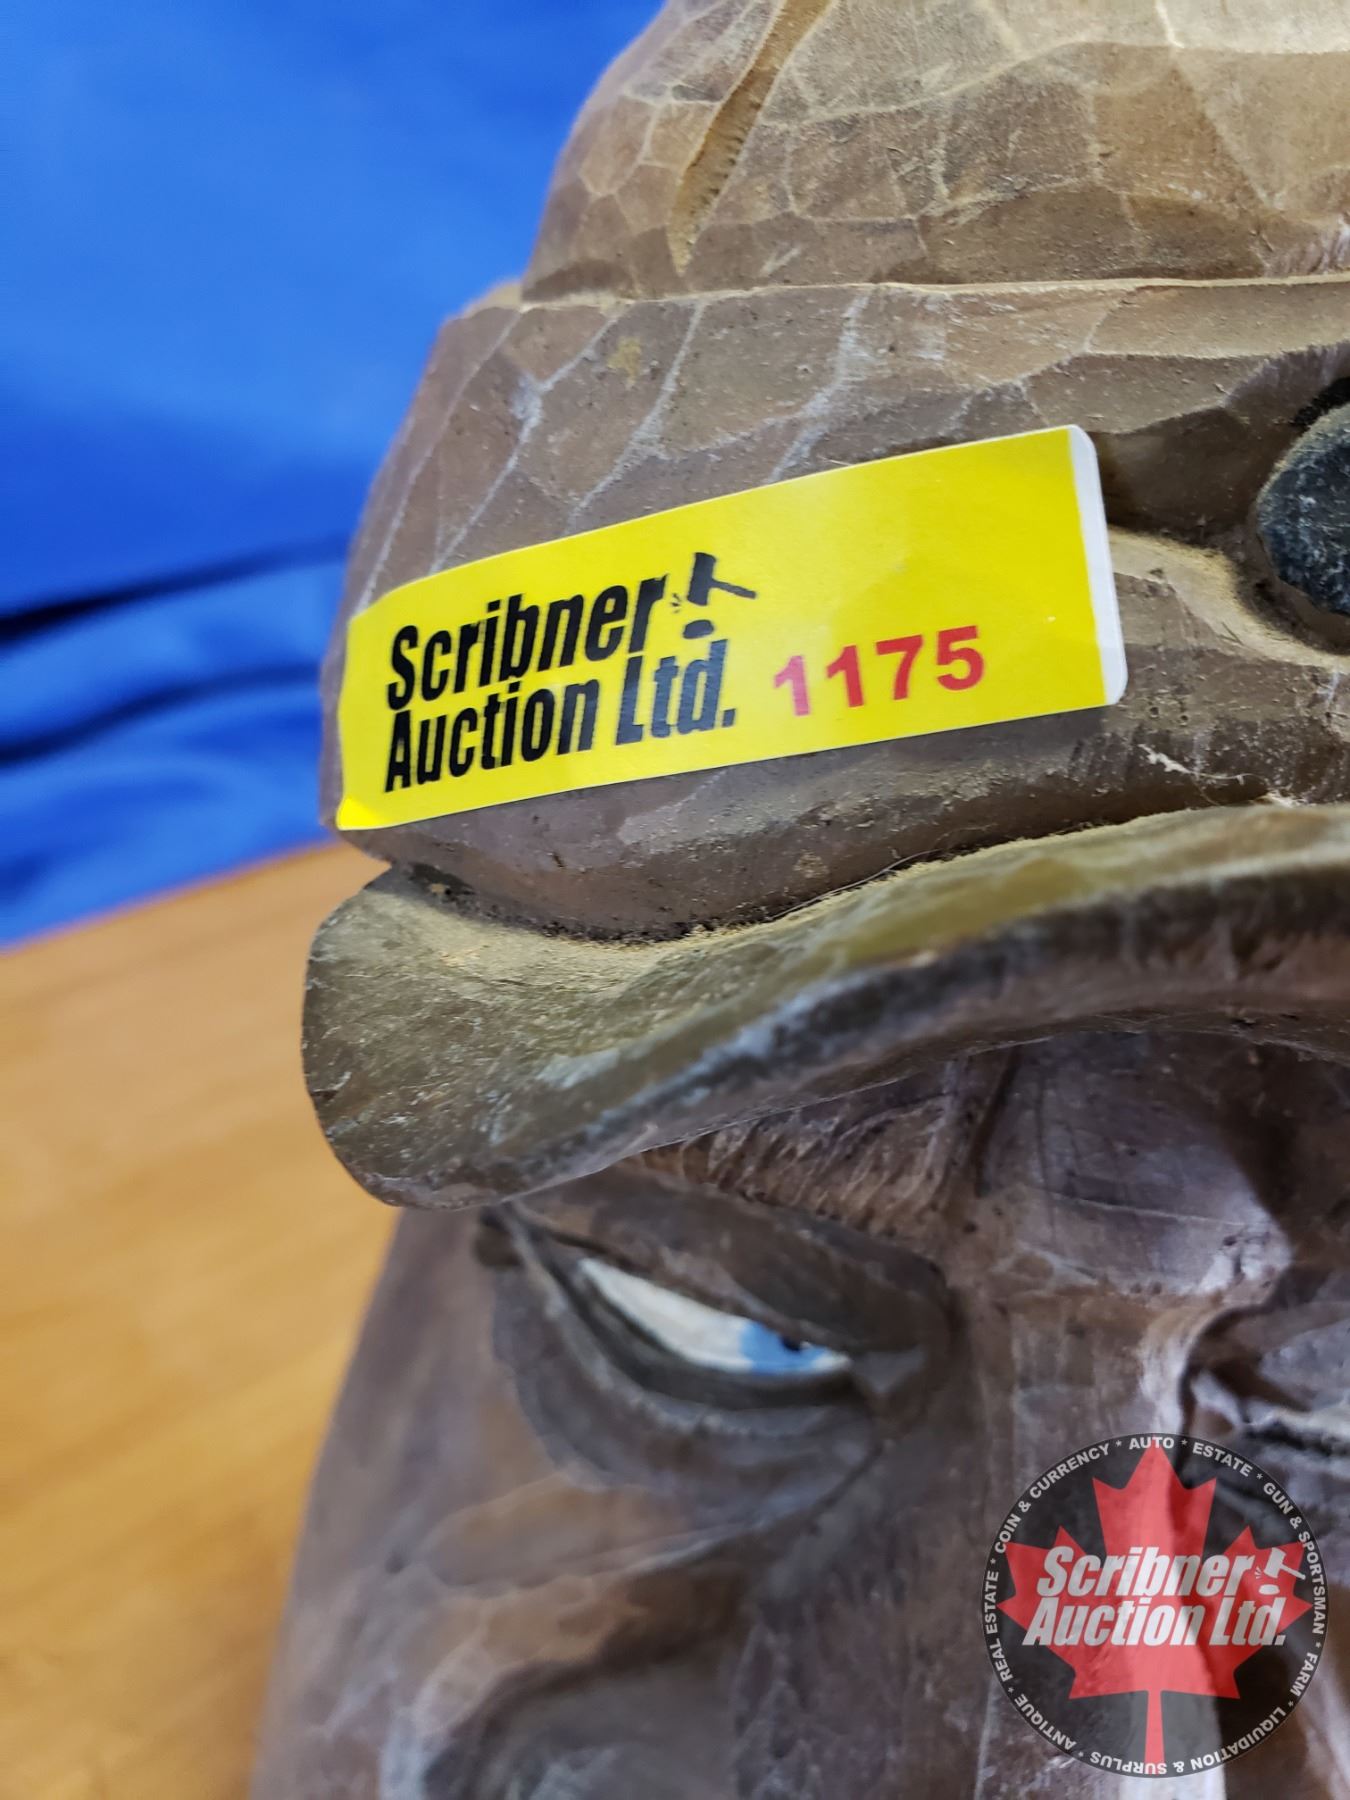 Scribner
Auction Ltd. 1175
REAL ESTATE * COIN & CURRENCY * AUTO * ESTATE * GUN & SPORTSMAN * FARM * LIQUIDATION & SURPLUS * ANTIQUE *
Scribner
Auction Ltd.